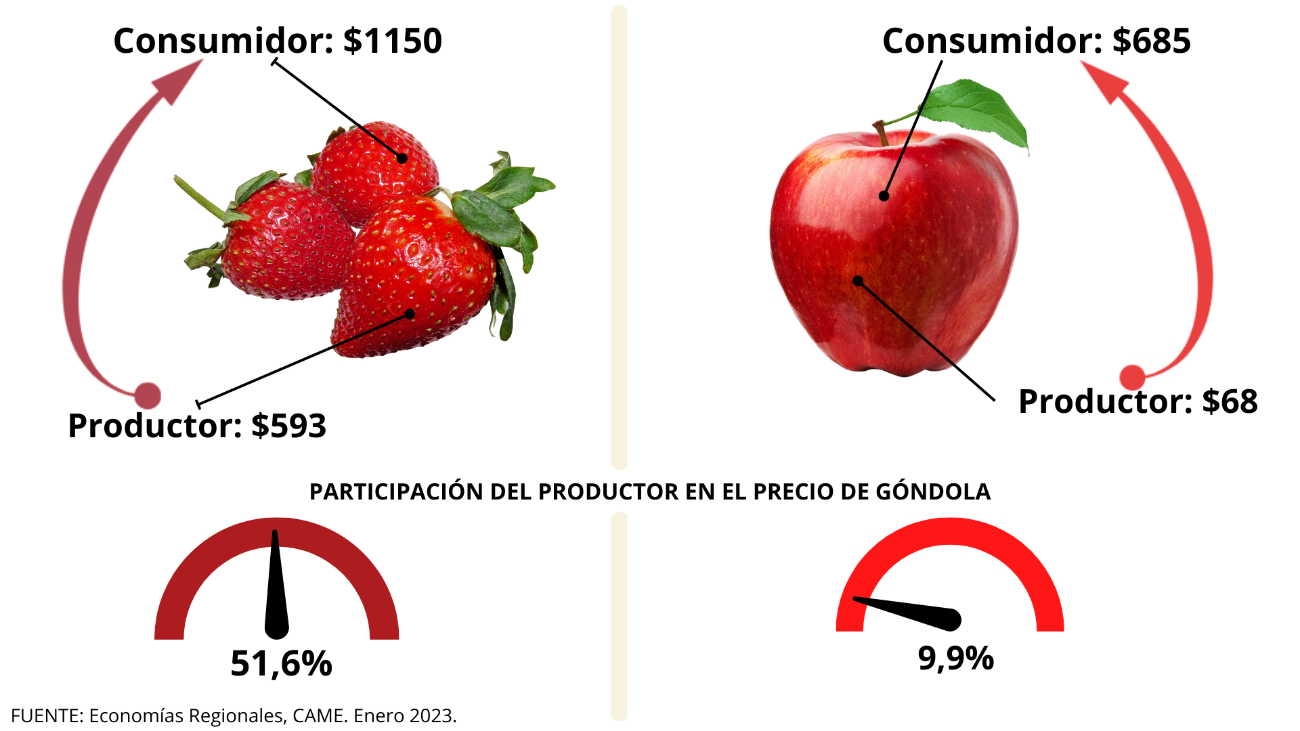 Consumidor: $1150
Productor: $593
Consumidor: $685
Productor: $68
PARTICIPACIÓN DEL PRODUCTOR EN EL PRECIO DE GÓNDOLA
51,6%
9,9%
FUENTE: Economías Regionales, CAME. Enero 2023.